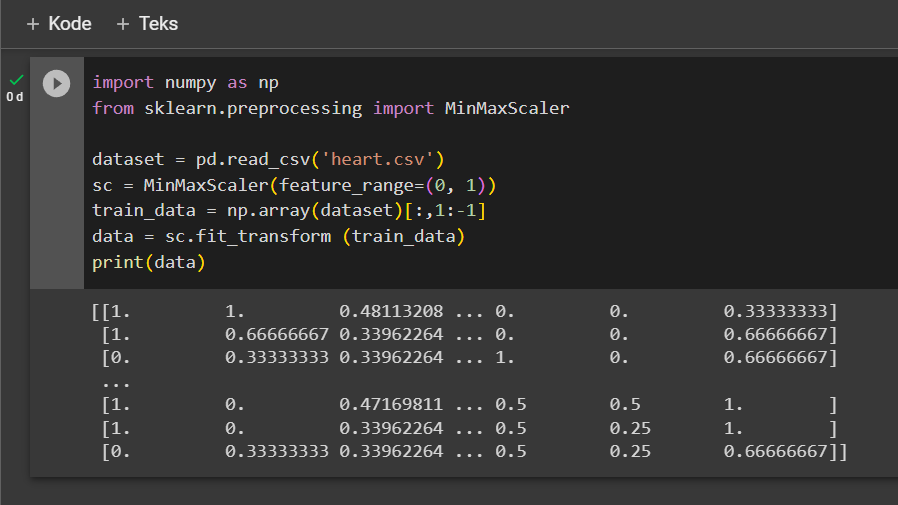 + Kode + Teks
import numpy as np
0 d
from sklearn.preprocessing import MinMaxScaler
dataset = pd.read_csv('heart.csv')
sc = MinMaxScaler(feature_range=(0, 1))
train_data = np.array(dataset)[:,1:-1]
data = sc.fit_transform (train_data)
print(data)
[[1. 1. 0.48113208 ... 0. 0. 0.33333333]
[1. 0.66666667 0.33962264 ... 0. 0. 0.66666667]
[0. 0.33333333 0.33962264 ... 1. 0. 0.66666667]
...
[1. 0. 0.47169811 ... 0.5 0.5 1. ]
[1. 0. 0.33962264 ... 0.5 0.25 1. ]
[0. 0.33333333 0.33962264 ... 0.5 0.25 0.66666667]]